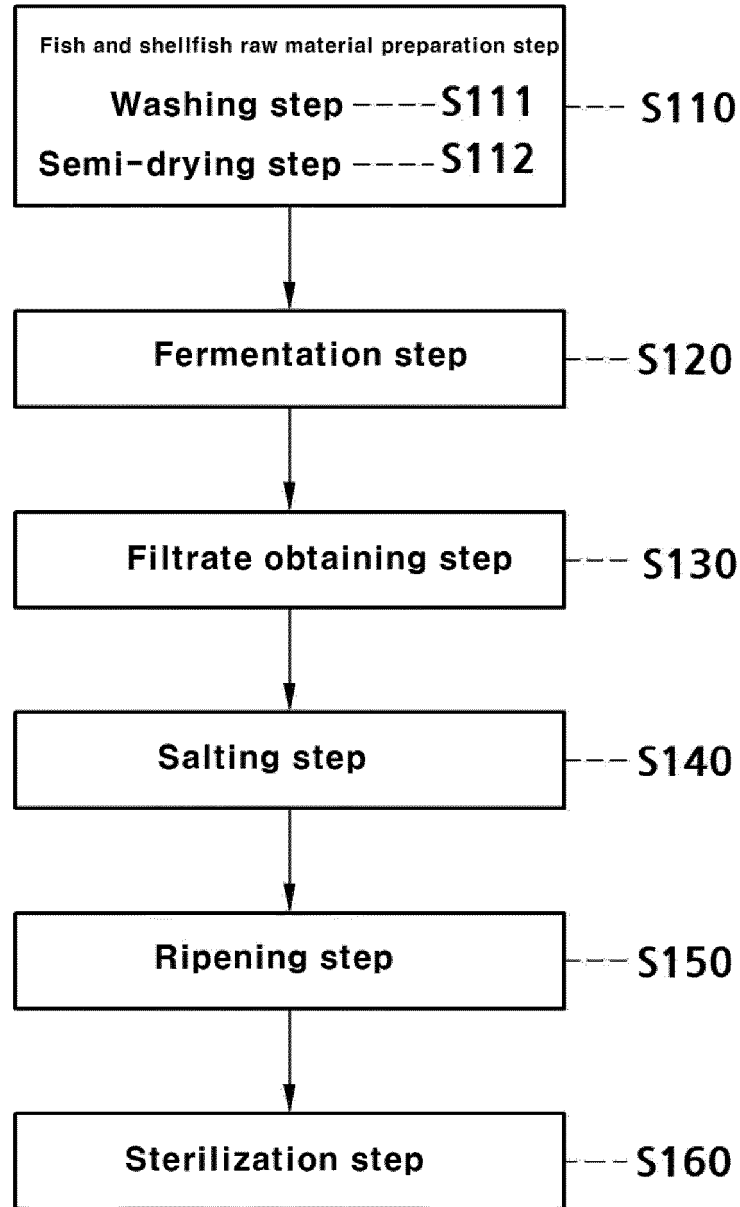 Fish and shellfish raw material preparation step
Washing step ---- S111 --- S110
Semi-drying step ---- S112
Fermentation step --- S120
Filtrate obtaining step --- S130
Salting step --- S140
Ripening step --- S150
Sterilization step --- S160